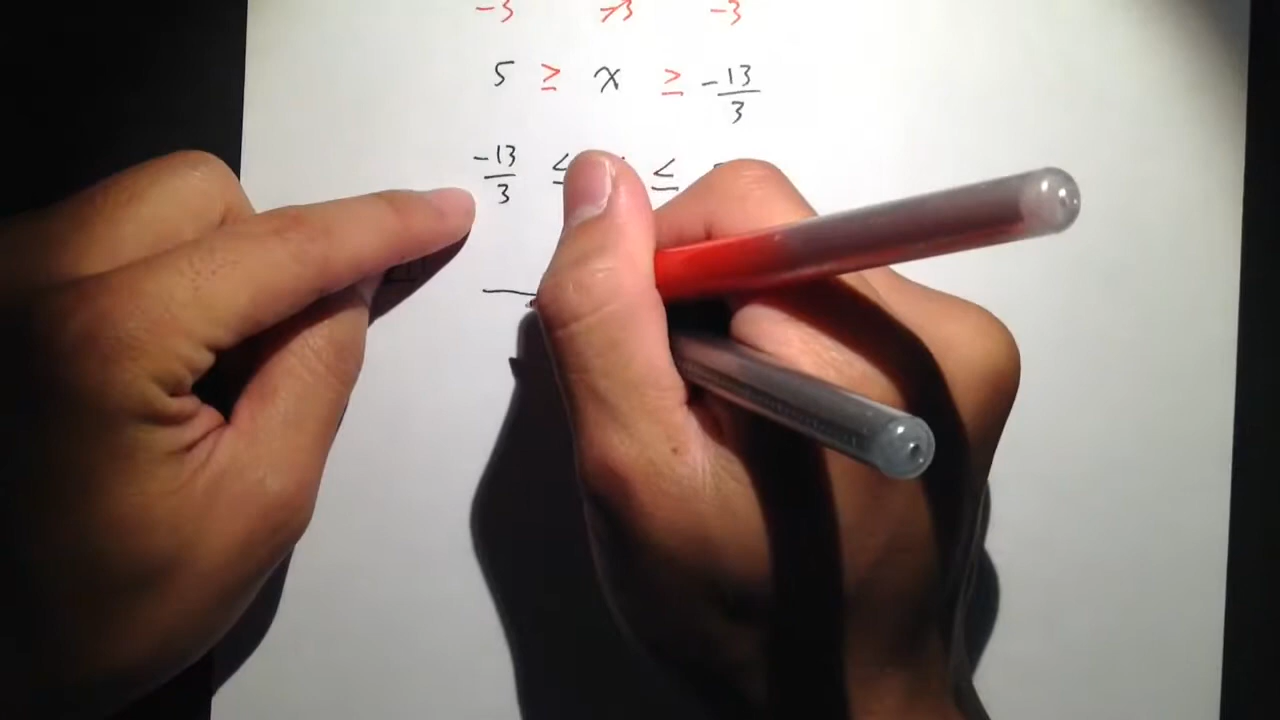 -3 -3 -3
5 ≥ x ≥ -13/3
-13/3 ≤ ≤